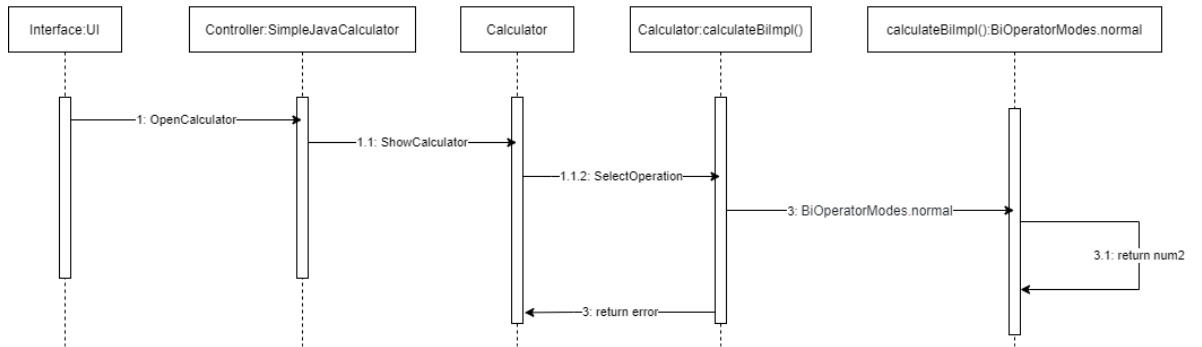 Interface:UI
Controller:SimpleJavaCalculator
Calculator
Calculator:calculateBiImpl()
calculateBiImpl():BiOperatorModes.normal
1: OpenCalculator
1.1: ShowCalculator
1.1.2: SelectOperation
3: BiOperatorModes.normal
3.1: return num2
3: return error